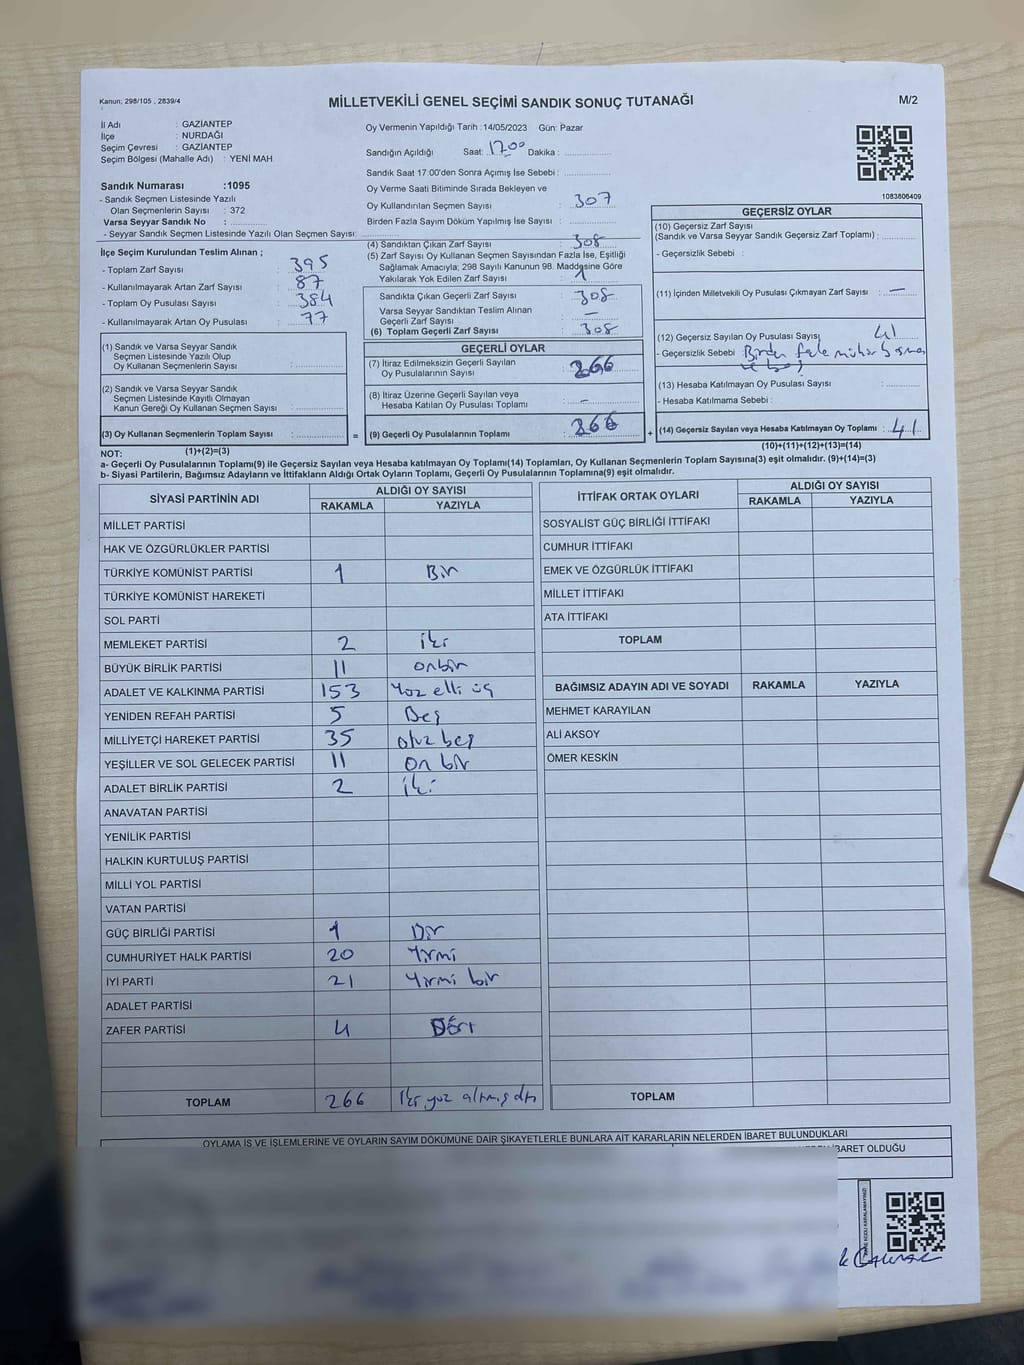 Kanun; 298/105 , 2839/4
MİLLETVEKİLİ GENEL SEÇİMİ SANDIK SONUÇ TUTANAĞI
M/2
İl Adı : GAZİANTEP
İlçe : NURDAĞI
Seçim Çevresi : GAZİANTEP
Seçim Bölgesi (Mahalle Adı) : YENİ MAH
Oy Vermenin Yapıldığı Tarih :14/05/2023 Gün: Pazar
Sandığın Açıldığı Saat: 17.00 Dakika :
Sandık Saat 17.00'den Sonra Açımış İse Sebebi :
Oy Verme Saati Bitiminde Sırada Bekleyen ve
Oy Kullandırılan Seçmen Sayısı : 307
Birden Fazla Sayım Döküm Yapılmış İse Sayısı :
1083806409
Sandık Numarası :1095
- Sandık Seçmen Listesinde Yazılı
Olan Seçmenlerin Sayısı : 372
Varsa Seyyar Sandık No :
- Seyyar Sandık Seçmen Listesinde Yazılı Olan Seçmen Sayısı:
İlçe Seçim Kurulundan Teslim Alınan ;
- Toplam Zarf Sayısı : 395
- Kullanılmayarak Artan Zarf Sayısı : 87
- Toplam Oy Pusulası Sayısı : 384
- Kullanılmayarak Artan Oy Pusulası : 77
(4) Sandıktan Çıkan Zarf Sayısı : 308
(5) Zarf Sayısı Oy Kullanan Seçmen Sayısından Fazla İse, Eşitliği
Sağlamak Amacıyla; 298 Sayılı Kanunun 98. Maddesine Göre
Yakılarak Yok Edilen Zarf Sayısı : 1
Sandıkta Çıkan Geçerli Zarf Sayısı : 308
Varsa Seyyar Sandıktan Teslim Alınan
Geçerli Zarf Sayısı : -
(6) Toplam Geçerli Zarf Sayısı : 308
GEÇERSİZ OYLAR
(10) Geçersiz Zarf Sayısı
(Sandık ve Varsa Seyyar Sandık Geçersiz Zarf Toplamı) :
- Geçersizlik Sebebi :
(11) İçinden Milletvekili Oy Pusulası Çıkmayan Zarf Sayısı : -
(12) Geçersiz Sayılan Oy Pusulası Sayısı : 41
- Geçersizlik Sebebi : Birden
(13) Hesaba Katılmayan Oy Pusulası Sayısı :
- Hesaba Katılmama Sebebi :
(14) Geçersiz Sayılan veya Hesaba Katılmayan Oy Toplamı : 41
(1) Sandık ve Varsa Seyyar Sandık
Seçmen Listesinde Yazılı Olup
Oy Kullanan Seçmenlerin Sayısı :
(2) Sandık ve Varsa Seyyar Sandık
Seçmen Listesinde Kayıtlı Olmayan
Kanun Gereği Oy Kullanan Seçmen Sayısı :
(3) Oy Kullanan Seçmenlerin Toplam Sayısı :
=
GEÇERLİ OYLAR
(7) İtiraz Edilmeksizin Geçerli Sayılan
Oy Pusulalarının Sayısı : 266
(8) İtiraz Üzerine Geçerli Sayılan veya
Hesaba Katılan Oy Pusulası Toplamı : -
(9) Geçerli Oy Pusulalarının Toplamı : 266
+
NOT: (1)+(2)=(3)
(10)+(11)+(12)+(13)=(14)
a- Geçerli Oy Pusulalarının Toplamı(9) ile Geçersiz Sayılan veya Hesaba katılmayan Oy Toplamı(14) Toplamları, Oy Kullanan Seçmenlerin Toplam Sayısına(3) eşit olmalıdır. (9)+(14)=(3)
b- Siyasi Partilerin, Bağımsız Adayların ve İttifakların Aldığı Ortak Oyların Toplamı, Geçerli Oy Pusulalarının Toplamına(9) eşit olmalıdır.
SİYASİ PARTİNİN ADI
ALDIĞI OY SAYISI
RAKAMLA YAZIYLA
MİLLET PARTİSİ
HAK VE ÖZGÜRLÜKLER PARTİSİ
TÜRKİYE KOMÜNİST PARTİSİ 1 Bir
TÜRKİYE KOMÜNİST HAREKETİ
SOL PARTİ
MEMLEKET PARTİSİ 2 iki
BÜYÜK BİRLİK PARTİSİ 11 onbir
ADALET VE KALKINMA PARTİSİ 153 Yüz elli üç
YENİDEN REFAH PARTİSİ 5 Beş
MİLLİYETÇİ HAREKET PARTİSİ 35 otuz beş
YEŞİLLER VE SOL GELECEK PARTİSİ 11 on bir
ADALET BİRLİK PARTİSİ 2 iki
ANAVATAN PARTİSİ
YENİLİK PARTİSİ
HALKIN KURTULUŞ PARTİSİ
MİLLİ YOL PARTİSİ
VATAN PARTİSİ
GÜÇ BİRLİĞİ PARTİSİ 1 Bir
CUMHURİYET HALK PARTİSİ 20 Yirmi
İYİ PARTİ 21 Yirmi bir
ADALET PARTİSİ
ZAFER PARTİSİ 4 Dört
TOPLAM 266 iki yüz altmış altı
İTTİFAK ORTAK OYLARI
ALDIĞI OY SAYISI
RAKAMLA YAZIYLA
SOSYALİST GÜÇ BİRLİĞİ İTTİFAKI
CUMHUR İTTİFAKI
EMEK VE ÖZGÜRLÜK İTTİFAKI
MİLLET İTTİFAKI
ATA İTTİFAKI
TOPLAM
BAĞIMSIZ ADAYIN ADI VE SOYADI RAKAMLA YAZIYLA
MEHMET KARAYILAN
ALİ AKSOY
ÖMER KESKİN
TOPLAM
OYLAMA İŞ VE İŞLEMLERİNE VE OYLARIN SAYIM DÖKÜMÜNE DAİR ŞİKAYETLERLE BUNLARA AİT KARARLARIN NELERDEN İBARET BULUNDUKLARI
İBARET OLDUĞU